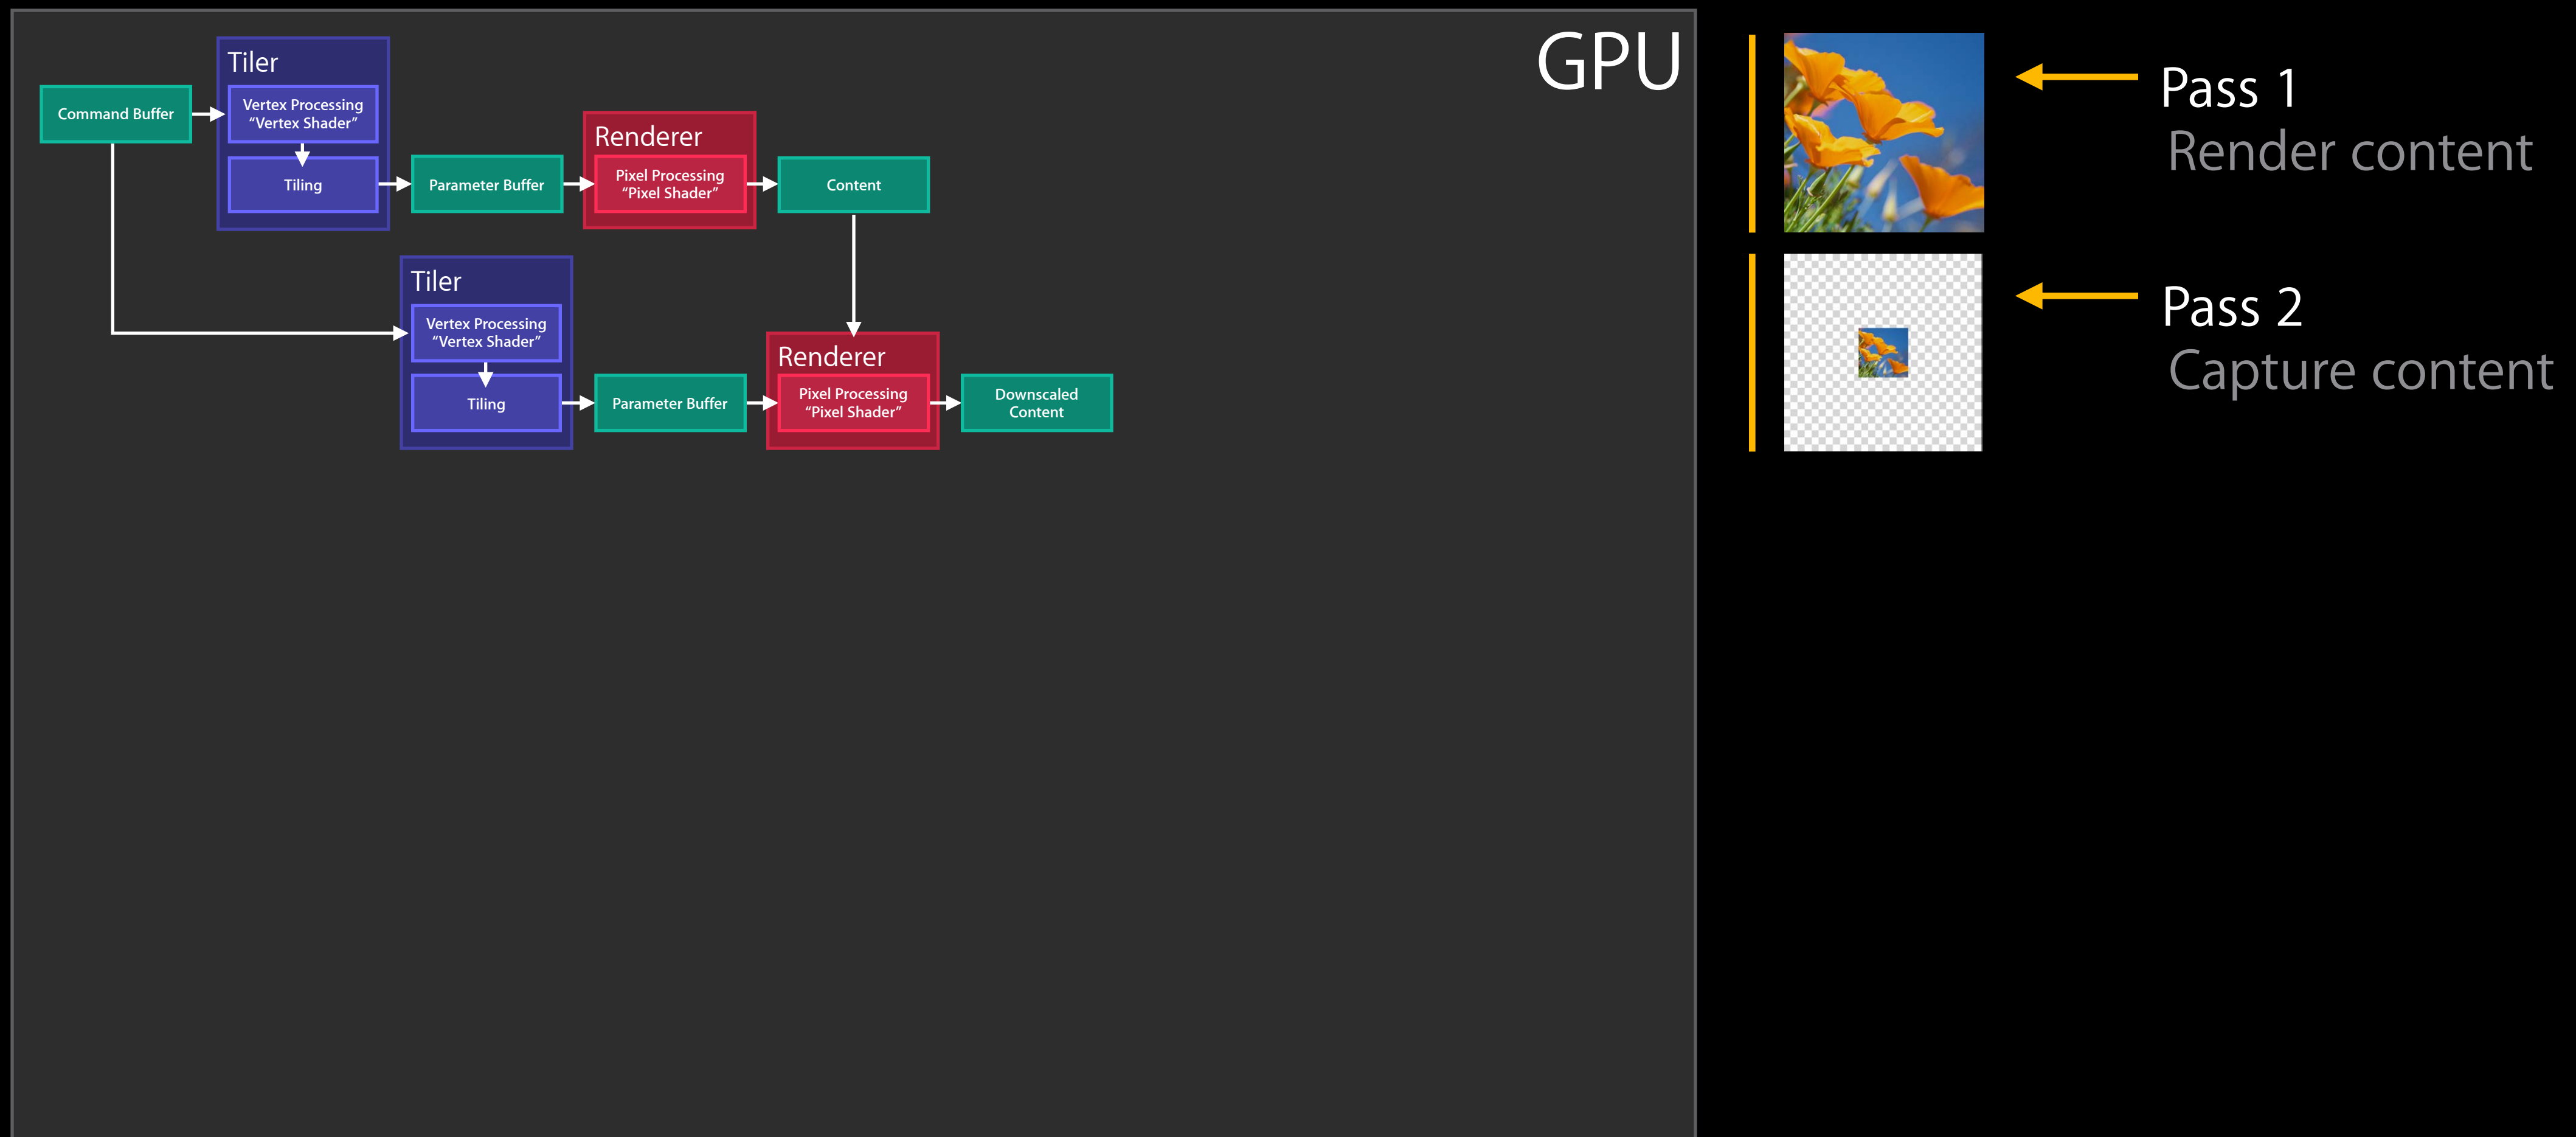 GPU
Tiler
Command Buffer
Vertex Processing
“Vertex Shader”
Tiling
Parameter Buffer
Renderer
Pixel Processing
“Pixel Shader”
Content
Tiler
Vertex Processing
“Vertex Shader”
Tiling
Parameter Buffer
Renderer
Pixel Processing
“Pixel Shader”
Downscaled
Content
Pass 1
Render content
Pass 2
Capture content